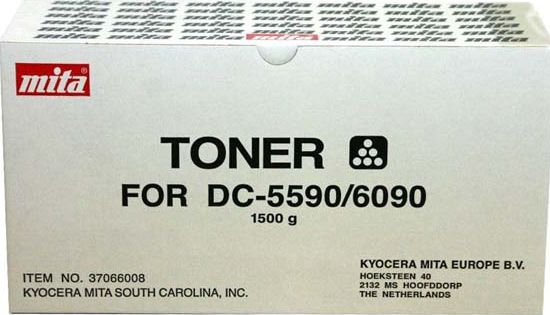 mita
TONER
FOR DC-5590/6090
1500 g
ITEM NO. 37066008
KYOCERA MITA SOUTH CAROLINA, INC.
KYOCERA MITA EUROPE B.V.
HOEKSTEEN 40
2132 MS HOOFDDORP
THE NETHERLANDS